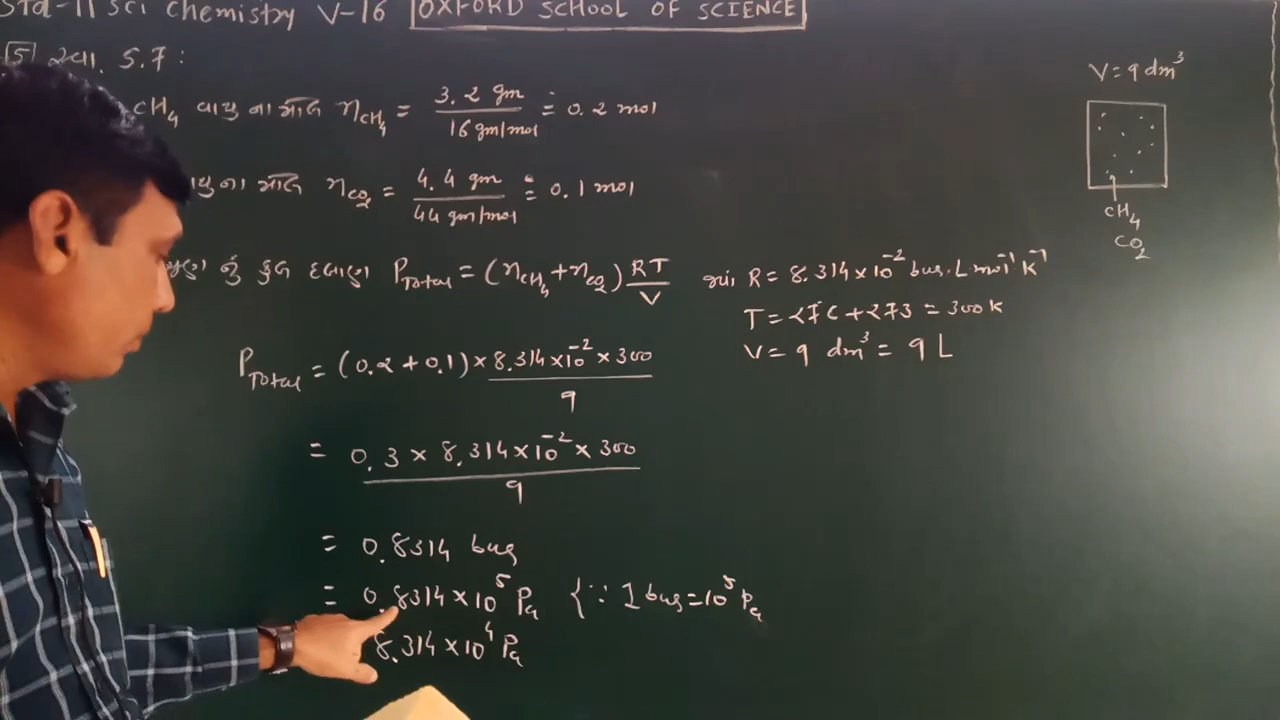 Std-11 Sci Chemistry V-16 OXFORD SCHOOL OF SCIENCE
5 સ્વા. 5.7:
V = 9 dm³
CH₄ વાયુ ના મોલ n_CH₄ = 3.2 gm / 16 gm/mol = 0.2 mol
મોલ n_CO₂ = 4.4 gm / 44 gm/mol = 0.1 mol
CH₄
CO₂
નું કુલ દબાણ P_Total = (n_CH₄ + n_CO₂) RT / V
R = 8.314 × 10⁻² bar. L mol⁻¹ K⁻¹
T = 27°C + 273 = 300 K
V = 9 dm³ = 9 L
P_Total = (0.2 + 0.1) × 8.314 × 10⁻² × 300 / 9
= 0.3 × 8.314 × 10⁻² × 300 / 9
= 0.8314 bar
= 0.8314 × 10⁵ Pa {∵ 1 bar = 10⁵ Pa
8.314 × 10⁴ Pa